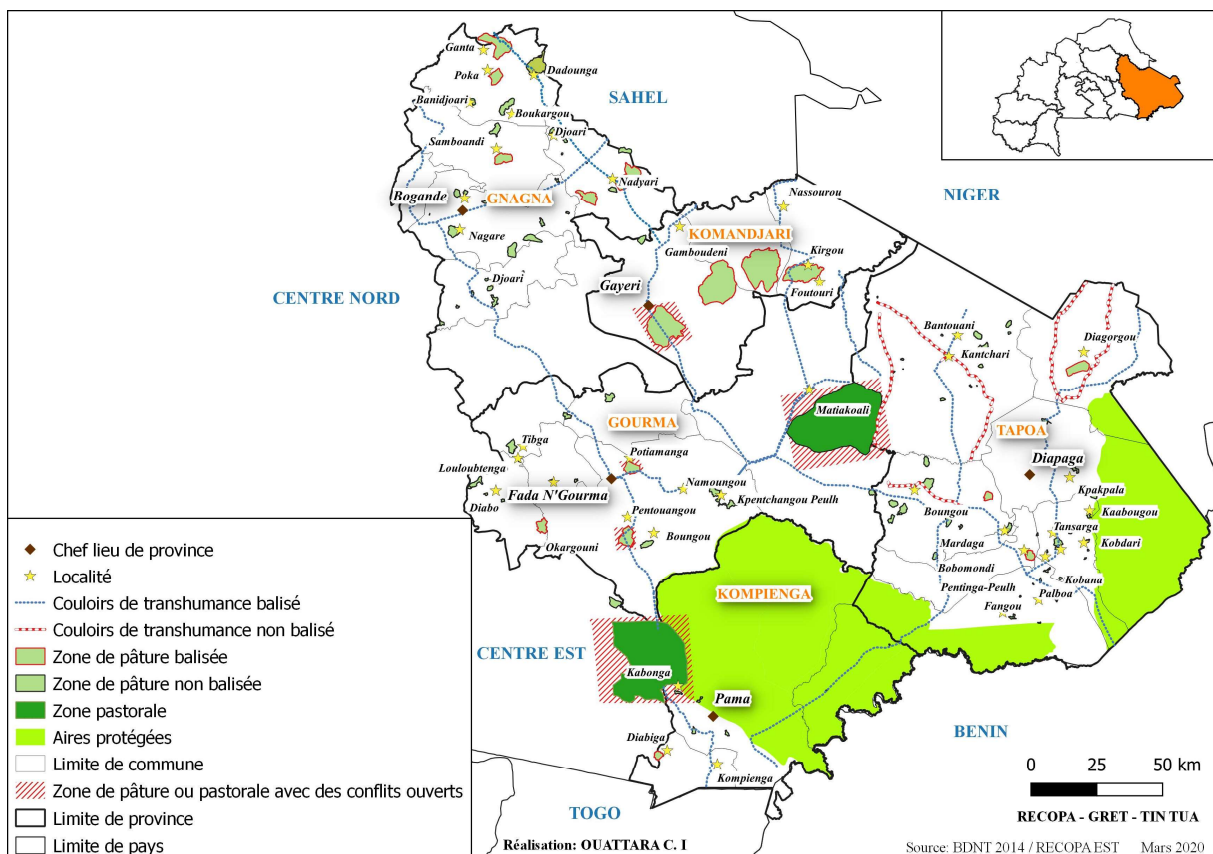 Ganta
Poka
Dadounga
SAHEL
Banidjoari
Boukargou
Djoari
Samboandi
Nadyari
Bogande
GNAGNA
Nassourou
NIGER
Nagare
KOMANDJARI
Gamboudeni
Kirgou
Djoari
Gayeri
Foutouri
CENTRE NORD
Bantouani
Diagorgou
Kantchari
Matiakoali
GOURMA
TAPOA
Tibga
Potiamanga
Diapaga
Louloubtenga
Namoungou
Kpakpala
Diabo
Fada N'Gourma
Kpentchangou Peulh
Kaabougou
Pentouangou
Boungou
Tansarga
Okargouni
Boungou
Mardaga
Kobdari
Bobomondi
Kobana
KOMPIENGA
Pentinga-Peulh
Palboa
Fangou
CENTRE EST
Kabonga
Pama
BENIN
Diabiga
Kompienga
TOGO
Chef lieu de province
Localité
Couloirs de transhumance balisé
Couloirs de transhumance non balisé
Zone de pâture balisée
Zone de pâture non balisée
Zone pastorale
Aires protégées
Limite de commune
Zone de pâture ou pastorale avec des conflits ouverts
Limite de province
Limite de pays
0 25 50 km
RECOPA - GRET - TIN TUA
Réalisation: OUATTARA C. I
Source: BDNT 2014 / RECOPA EST Mars 2020